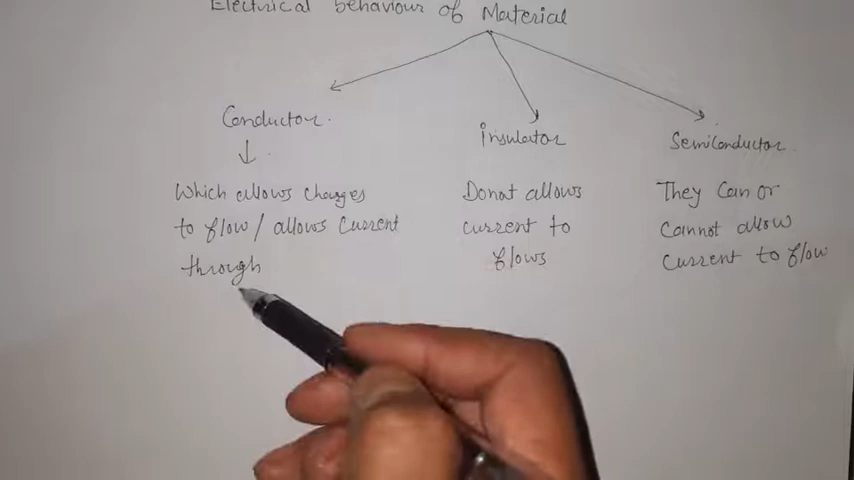 Electrical behaviour of Material
Conductor.
Which allows Charges
to flow / allows Current
through
insulator
Donot allows
current to
flows
Semiconductor.
They Can or
Cannot allow
Current to flow